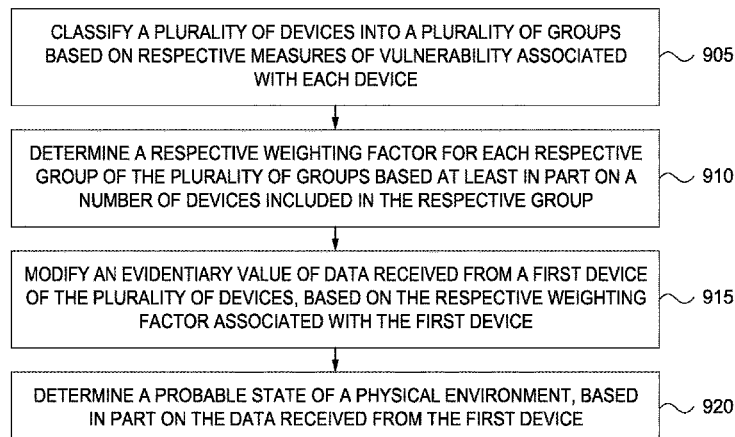 CLASSIFY A PLURALITY OF DEVICES INTO A PLURALITY OF GROUPS
BASED ON RESPECTIVE MEASURES OF VULNERABILITY ASSOCIATED
WITH EACH DEVICE
905
DETERMINE A RESPECTIVE WEIGHTING FACTOR FOR EACH RESPECTIVE
GROUP OF THE PLURALITY OF GROUPS BASED AT LEAST IN PART ON A
NUMBER OF DEVICES INCLUDED IN THE RESPECTIVE GROUP
910
MODIFY AN EVIDENTIARY VALUE OF DATA RECEIVED FROM A FIRST DEVICE
OF THE PLURALITY OF DEVICES, BASED ON THE RESPECTIVE WEIGHTING
FACTOR ASSOCIATED WITH THE FIRST DEVICE
915
DETERMINE A PROBABLE STATE OF A PHYSICAL ENVIRONMENT, BASED
IN PART ON THE DATA RECEIVED FROM THE FIRST DEVICE
920